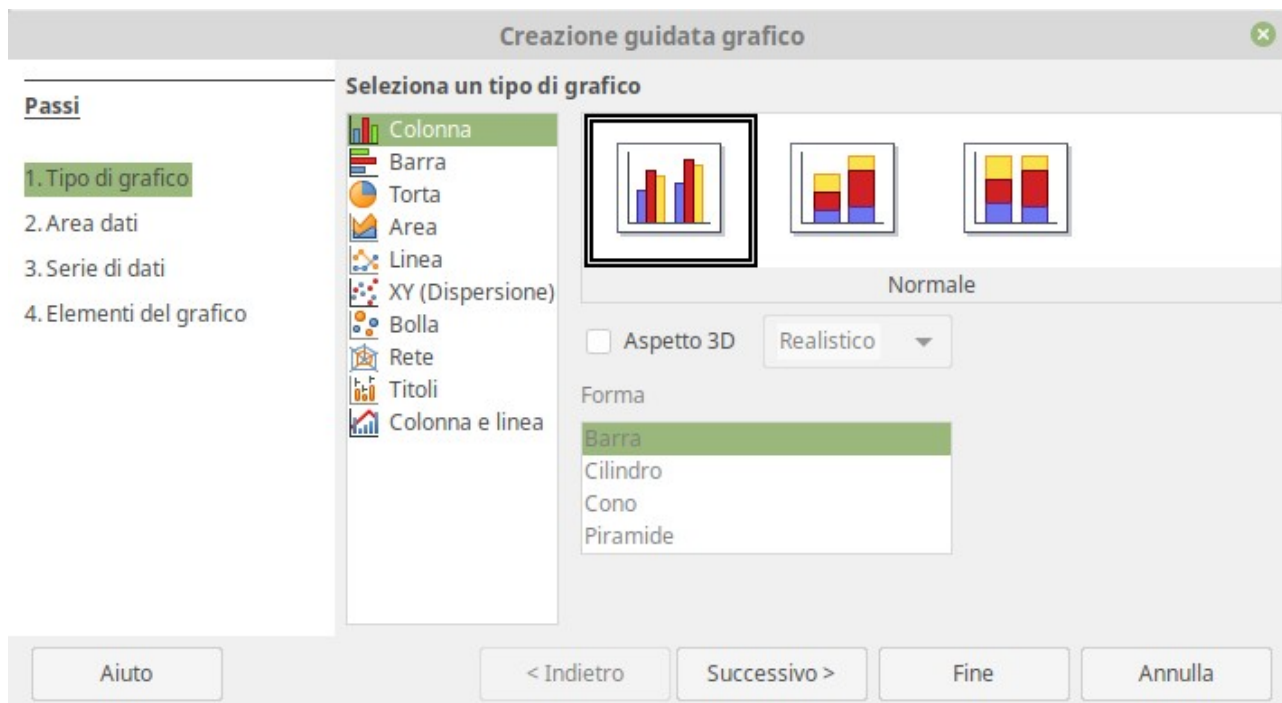 Creazione guidata grafico
Passi
1. Tipo di grafico
2. Area dati
3. Serie di dati
4. Elementi del grafico
Seleziona un tipo di grafico
Colonna
Barra
Torta
Area
Linea
XY (Dispersione)
Bolla
Rete
Titoli
Colonna e linea
Normale
Aspetto 3D
Realistico
Forma
Barra
Cilindro
Cono
Piramide
Aiuto
< Indietro
Successivo >
Fine
Annulla